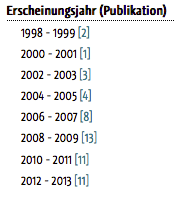 Erscheinungsjahr (Publikation)
1998 - 1999 [2]
2000 - 2001 [1]
2002 - 2003 [3]
2004 - 2005 [4]
2006 - 2007 [8]
2008 - 2009 [13]
2010 - 2011 [11]
2012 - 2013 [11]